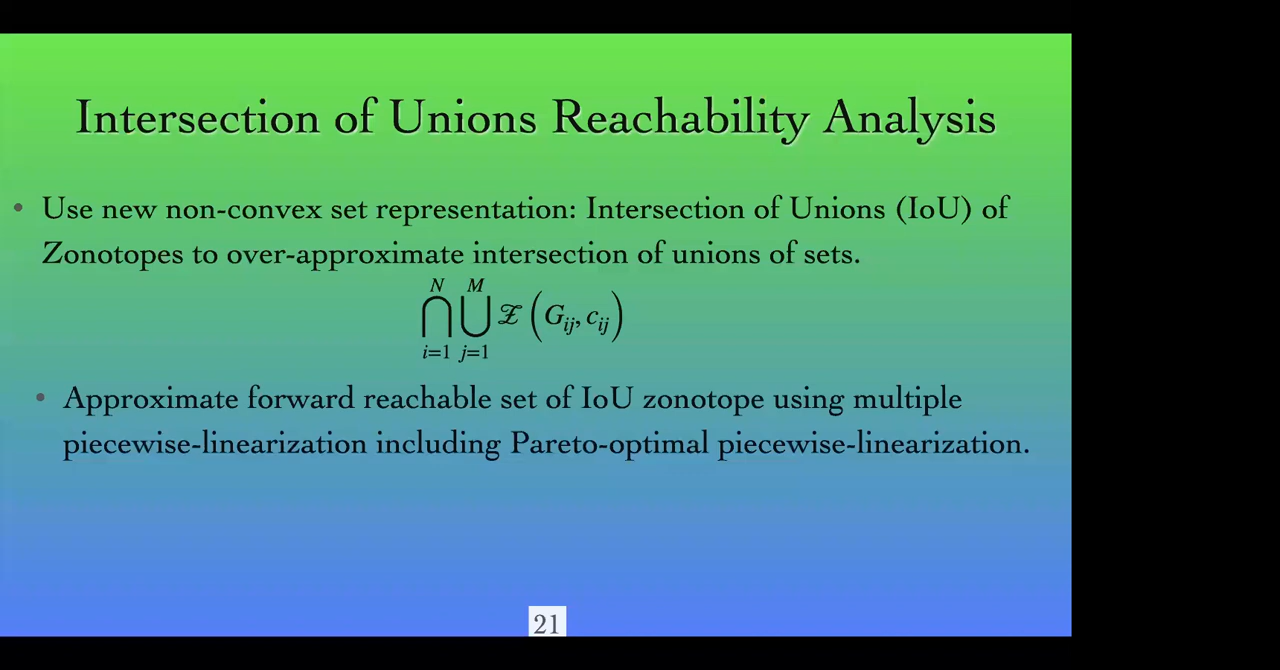 Intersection of Unions Reachability Analysis
• Use new non-convex set representation: Intersection of Unions (IoU) of
Zonotopes to over-approximate intersection of unions of sets.
N M
⋂ ⋃ 𝒵 (G_ij, c_ij)
i=1 j=1
• Approximate forward reachable set of IoU zonotope using multiple
piecewise-linearization including Pareto-optimal piecewise-linearization.
21